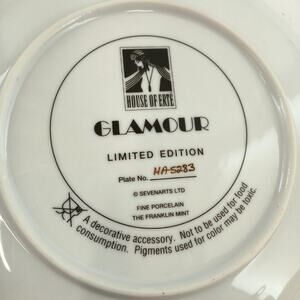 HOUSE OF ERTÉ
GLAMOUR
LIMITED EDITION
Plate No. HA5283
© SEVENARTS LTD
FINE PORCELAIN
THE FRANKLIN MINT
A decorative accessory. Not to be used for food
consumption. Pigments used for color may be toxic.